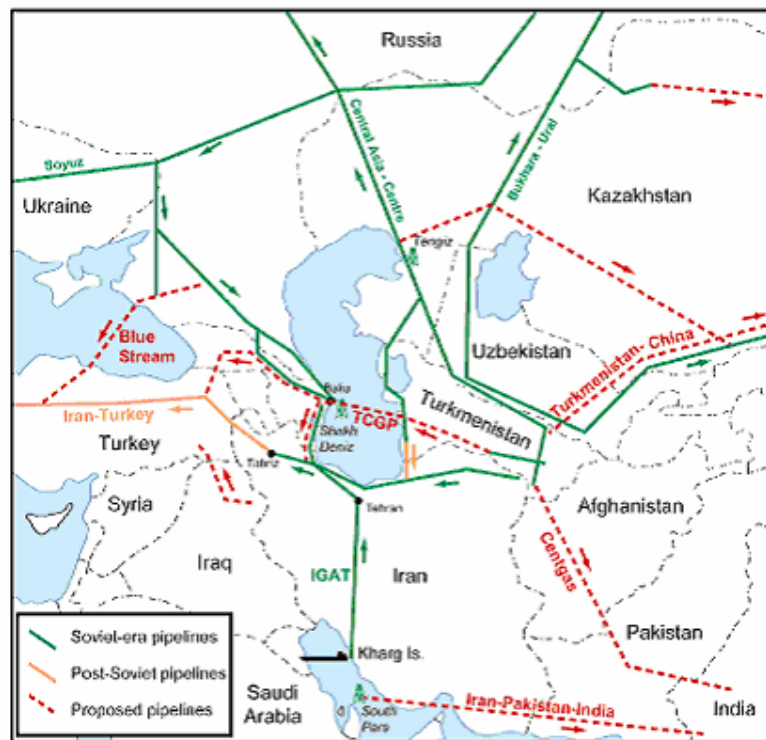 Russia
Central Asia - Centre
Bukhara - Ural
Soyuz
Ukraine
Kazakhstan
Tengiz
Blue
Stream
Uzbekistan
Turkmenistan- China
Baku
TCGP
Turkmenistan
Iran-Turkey
Turkey
Shakh
Deniz
Tabriz
Syria
Tehran
Afghanistan
Centgas
Iraq
IGAT
Iran
Pakistan
Soviet-era pipelines
Post-Soviet pipelines
Proposed pipelines
Kharg Is.
Saudi
Arabia
South
Pars
Iran-Pakistan-India
India